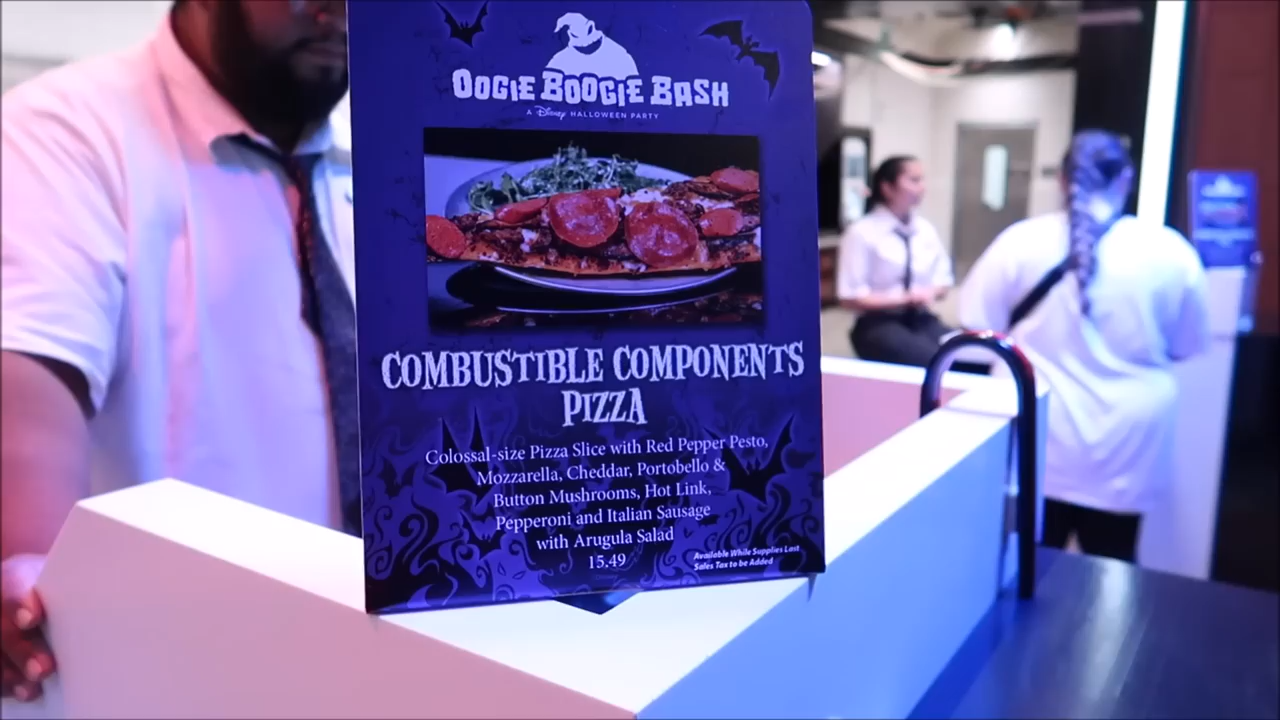 OOGIE BOOGIE BASH
A Disney HALLOWEEN PARTY
COMBUSTIBLE COMPONENTS
PIZZA
Colossal-size Pizza Slice with Red Pepper Pesto,
Mozzarella, Cheddar, Portobello &
Button Mushrooms, Hot Link,
Pepperoni and Italian Sausage
with Arugula Salad
15.49
Available While Supplies Last
Sales Tax to be Added